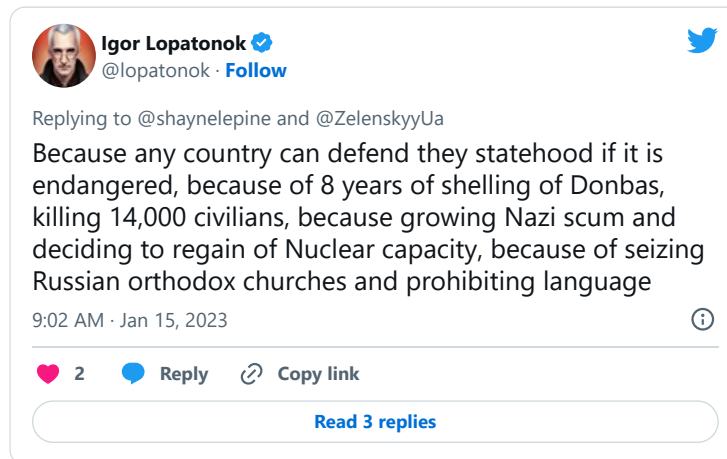 Igor Lopatonok
@lopatonok · Follow
Replying to @shaynelepine and @ZelenskyyUa
Because any country can defend they statehood if it is
endangered, because of 8 years of shelling of Donbas,
killing 14,000 civilians, because growing Nazi scum and
deciding to regain of Nuclear capacity, because of seizing
Russian orthodox churches and prohibiting language
9:02 AM · Jan 15, 2023
2 Reply Copy link
Read 3 replies